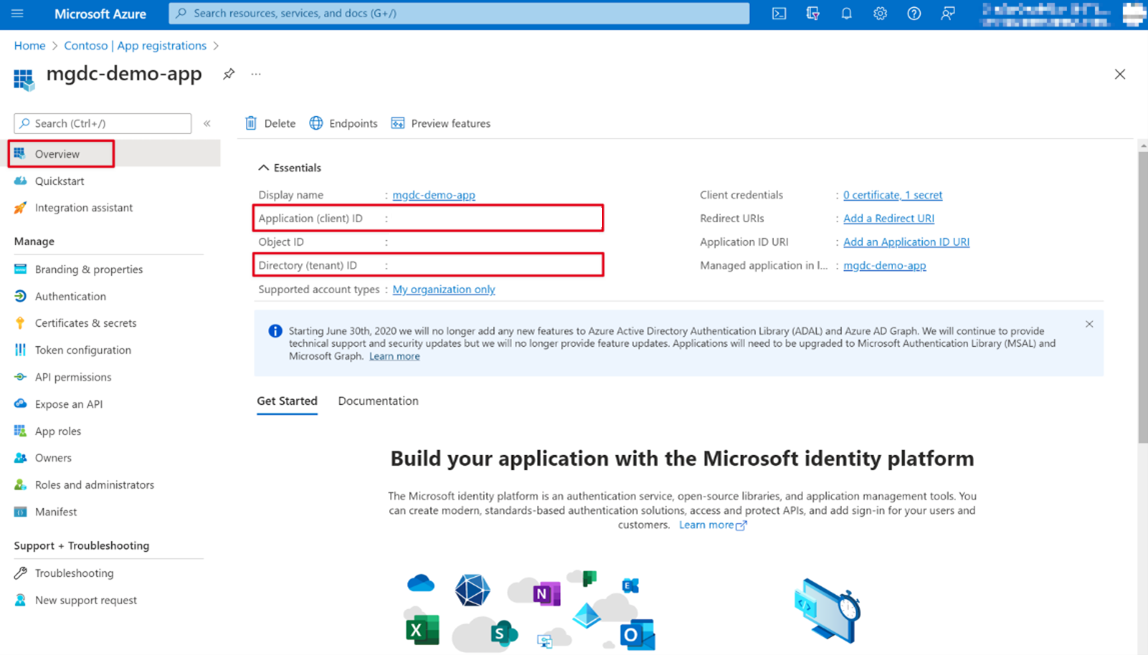 Microsoft Azure
Search resources, services, and docs (G+/)
Home > Contoso | App registrations >
mgdc-demo-app
Search (Ctrl+/)
Overview
Quickstart
Integration assistant
Manage
Branding & properties
Authentication
Certificates & secrets
Token configuration
API permissions
Expose an API
App roles
Owners
Roles and administrators
Manifest
Support + Troubleshooting
Troubleshooting
New support request
Delete Endpoints Preview features
Essentials
Display name : mgdc-demo-app
Application (client) ID :
Object ID :
Directory (tenant) ID :
Supported account types : My organization only
Client credentials : 0 certificate, 1 secret
Redirect URIs : Add a Redirect URI
Application ID URI : Add an Application ID URI
Managed application in l... : mgdc-demo-app
Starting June 30th, 2020 we will no longer add any new features to Azure Active Directory Authentication Library (ADAL) and Azure AD Graph. We will continue to provide
technical support and security updates but we will no longer provide feature updates. Applications will need to be upgraded to Microsoft Authentication Library (MSAL) and
Microsoft Graph. Learn more
Get Started Documentation
Build your application with the Microsoft identity platform
The Microsoft identity platform is an authentication service, open-source libraries, and application management tools. You
can create modern, standards-based authentication solutions, access and protect APIs, and add sign-in for your users and
customers. Learn more
N
E
X
S
O